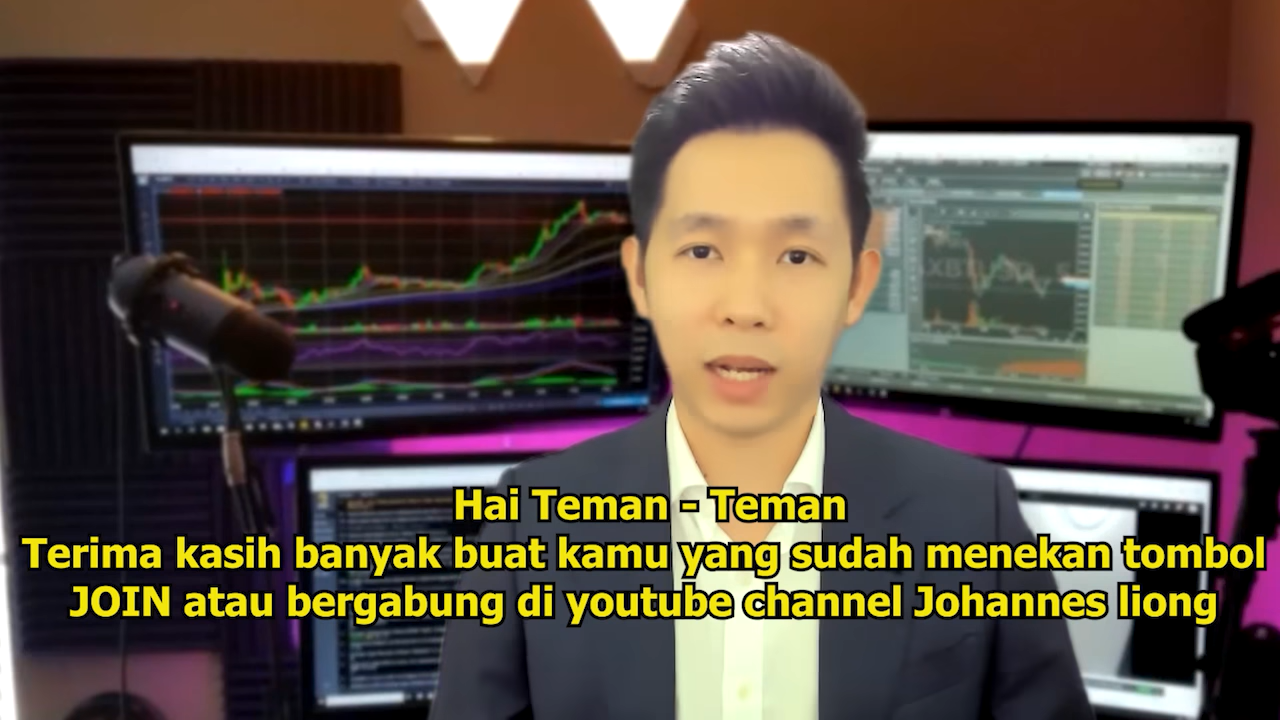 Hai Teman - Teman
Terima kasih banyak buat kamu yang sudah menekan tombol
JOIN atau bergabung di youtube channel Johannes liong